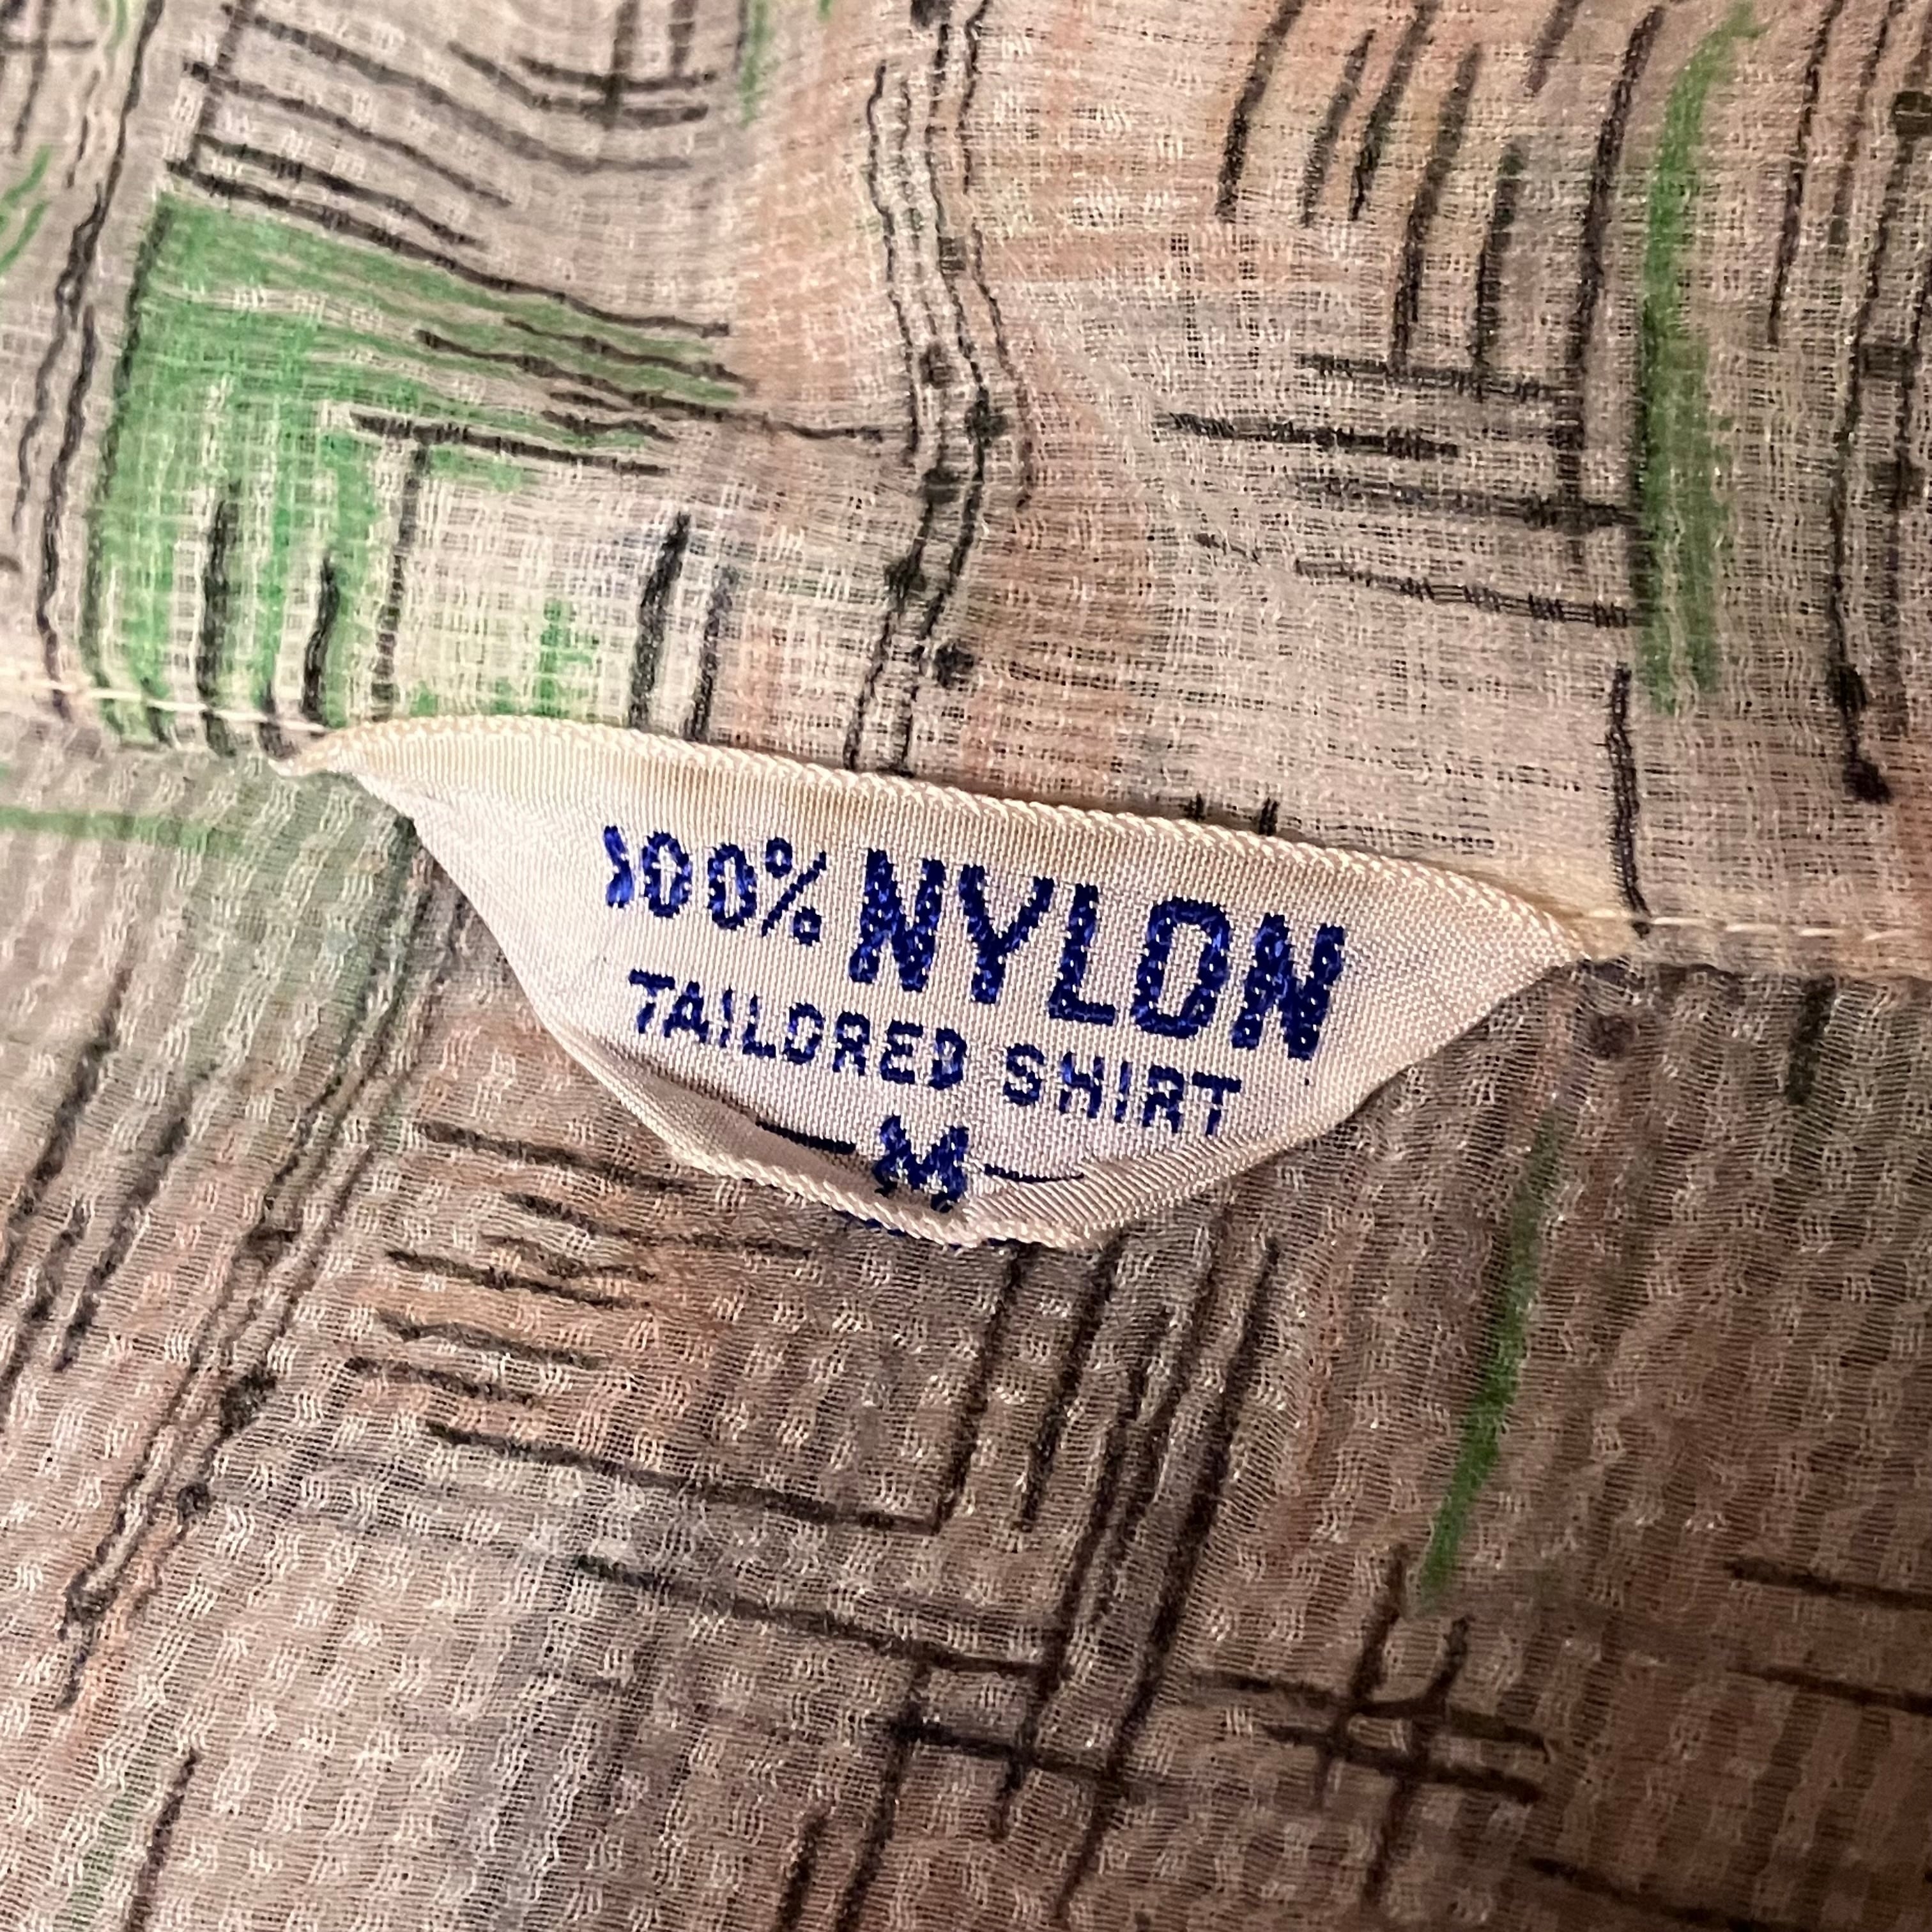 100% NYLON
TAILORED SHIRT
— M —